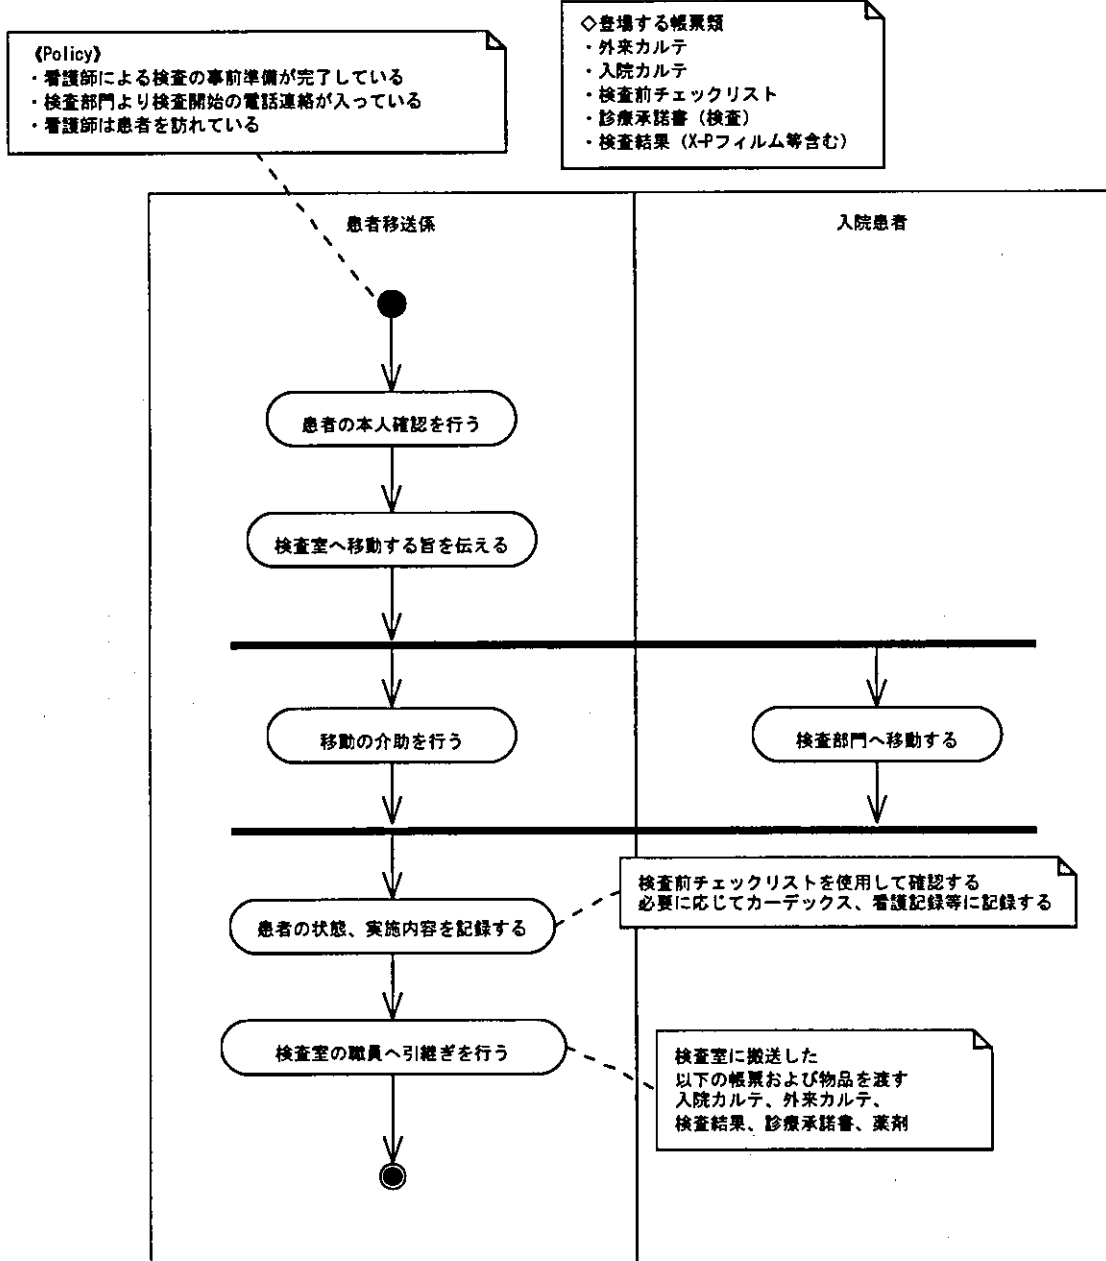 《Policy》
・看護師による検査の事前準備が完了している
・検査部門より検査開始の電話連絡が入っている
・看護師は患者を訪れている
◇登場する帳票類
・外来カルテ
・入院カルテ
・検査前チェックリスト
・診療承諾書（検査）
・検査結果（X-Pフィルム等含む）
患者移送係
入院患者
患者の本人確認を行う
検査室へ移動する旨を伝える
移動の介助を行う
検査部門へ移動する
検査前チェックリストを使用して確認する
必要に応じてカーデックス、看護記録等に記録する
患者の状態、実施内容を記録する
検査室の職員へ引継ぎを行う
検査室に搬送した
以下の帳票および物品を渡す
入院カルテ、外来カルテ、
検査結果、診療承諾書、薬剤